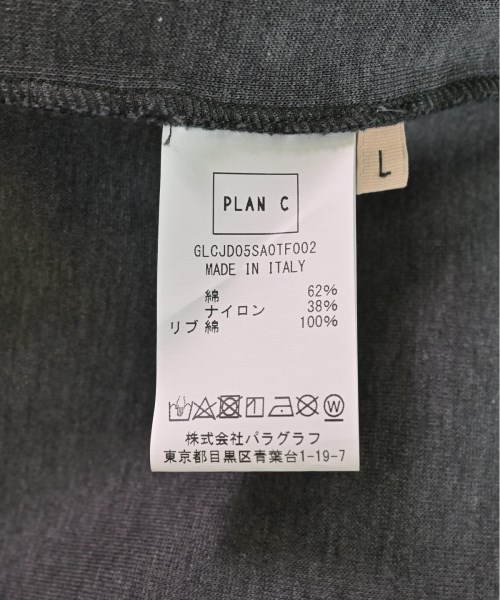 L
PLAN C
GLCJD05SA0TF002
MADE IN ITALY
綿 62%
ナイロン 38%
リブ 綿 100%
株式会社パラグラフ
東京都目黒区青葉台1-19-7